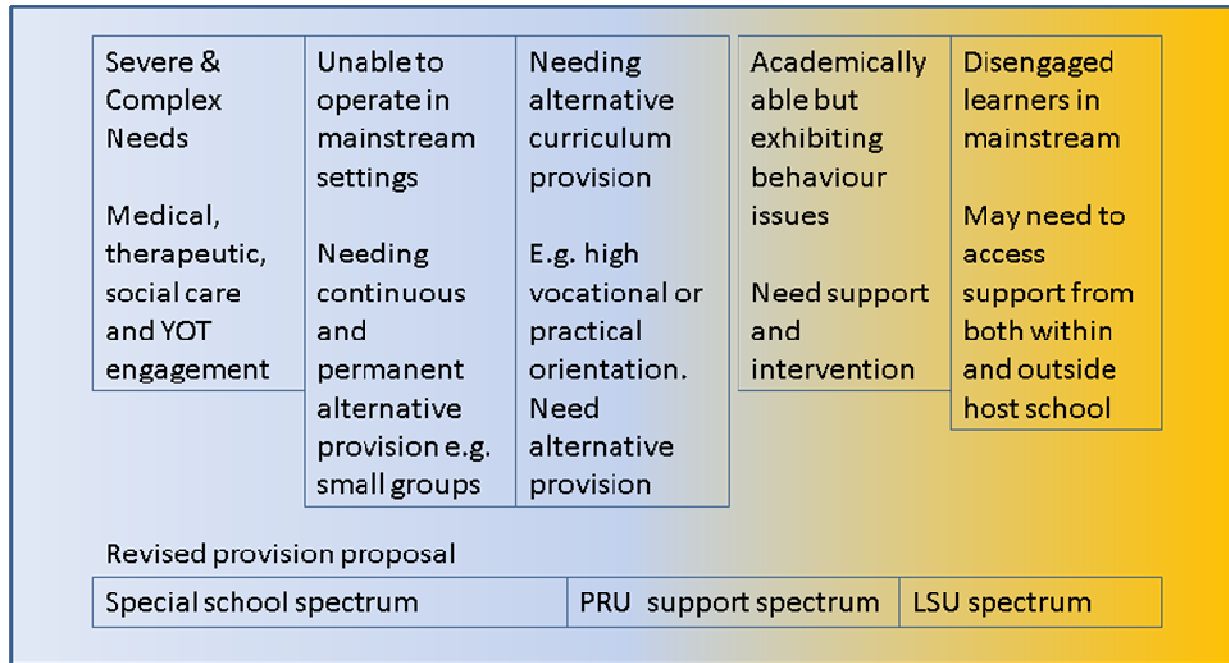 Severe &
Complex
Needs
Medical,
therapeutic,
social care
and YOT
engagement
Unable to
operate in
mainstream
settings
Needing
continuous
and
permanent
alternative
provision e.g.
small groups
Needing
alternative
curriculum
provision
E.g. high
vocational or
practical
orientation.
Need
alternative
provision
Academically
able but
exhibiting
behaviour
issues
Need support
and
intervention
Disengaged
learners in
mainstream
May need to
access
support from
both within
and outside
host school
Revised provision proposal
Special school spectrum
PRU support spectrum
LSU spectrum